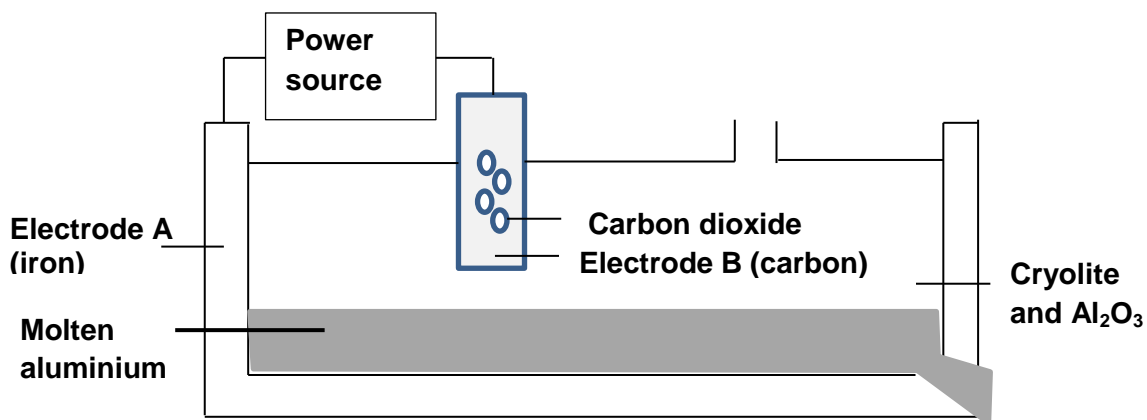 Power
source
Electrode A
(iron)
Molten
aluminium
Carbon dioxide
Electrode B (carbon)
Cryolite
and Al₂O₃